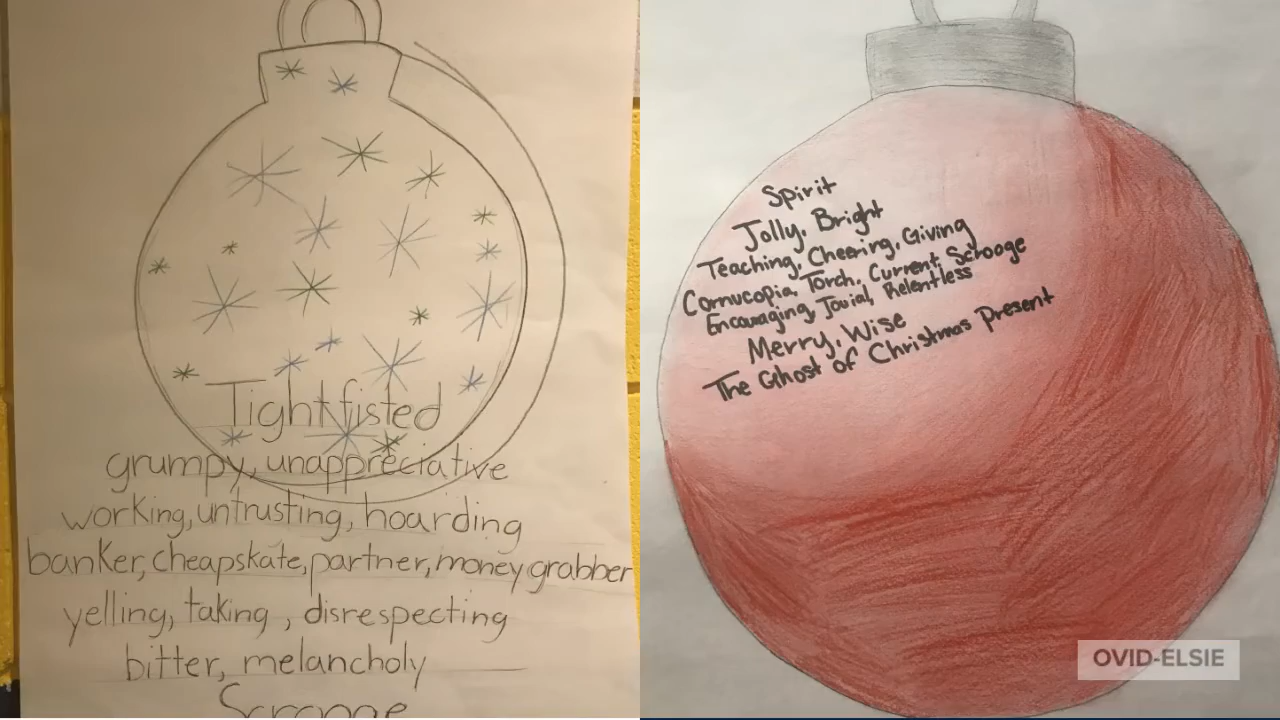 Tightfisted
grumpy, unappreciative
working, untrusting, hoarding
banker, cheapskate, partner, money grabber
yelling, taking, disrespecting
bitter, melancholy
Scrooge
Spirit
Jolly, Bright
Teaching, Cheering, Giving
Cornucopia, Torch, Current, Scrooge
Encouraging, Jovial, Relentless
Merry, Wise
The Ghost of Christmas Present
OVID-ELSIE